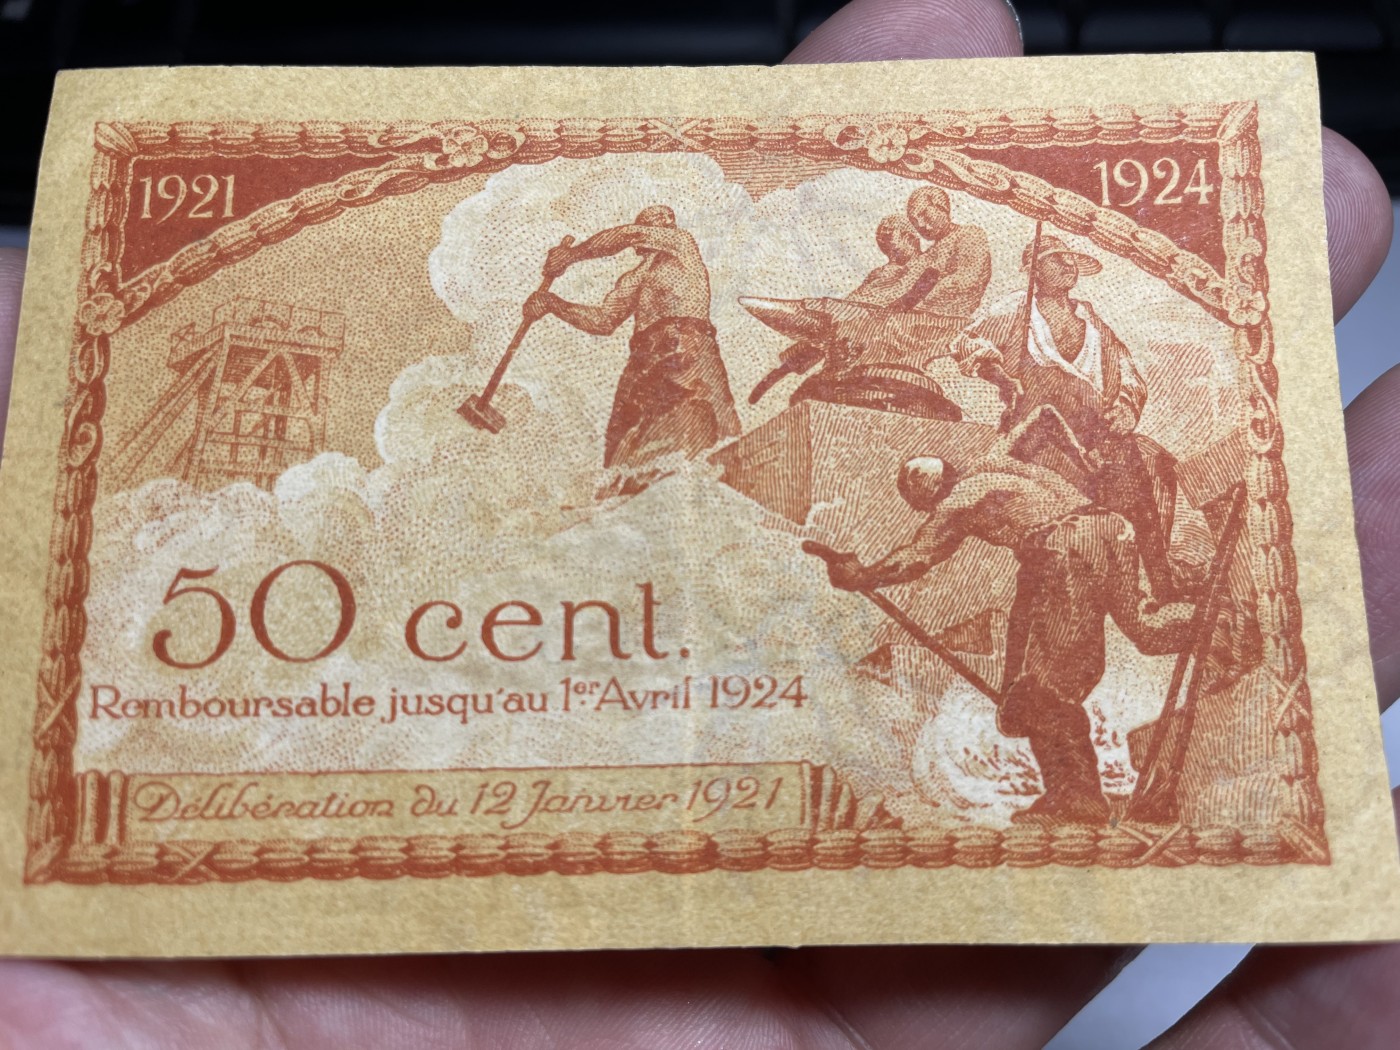 1921
1924
50 cent.
Remboursable jusqu'au 1er Avril 1924
Délibération du 12 Janvier 1921